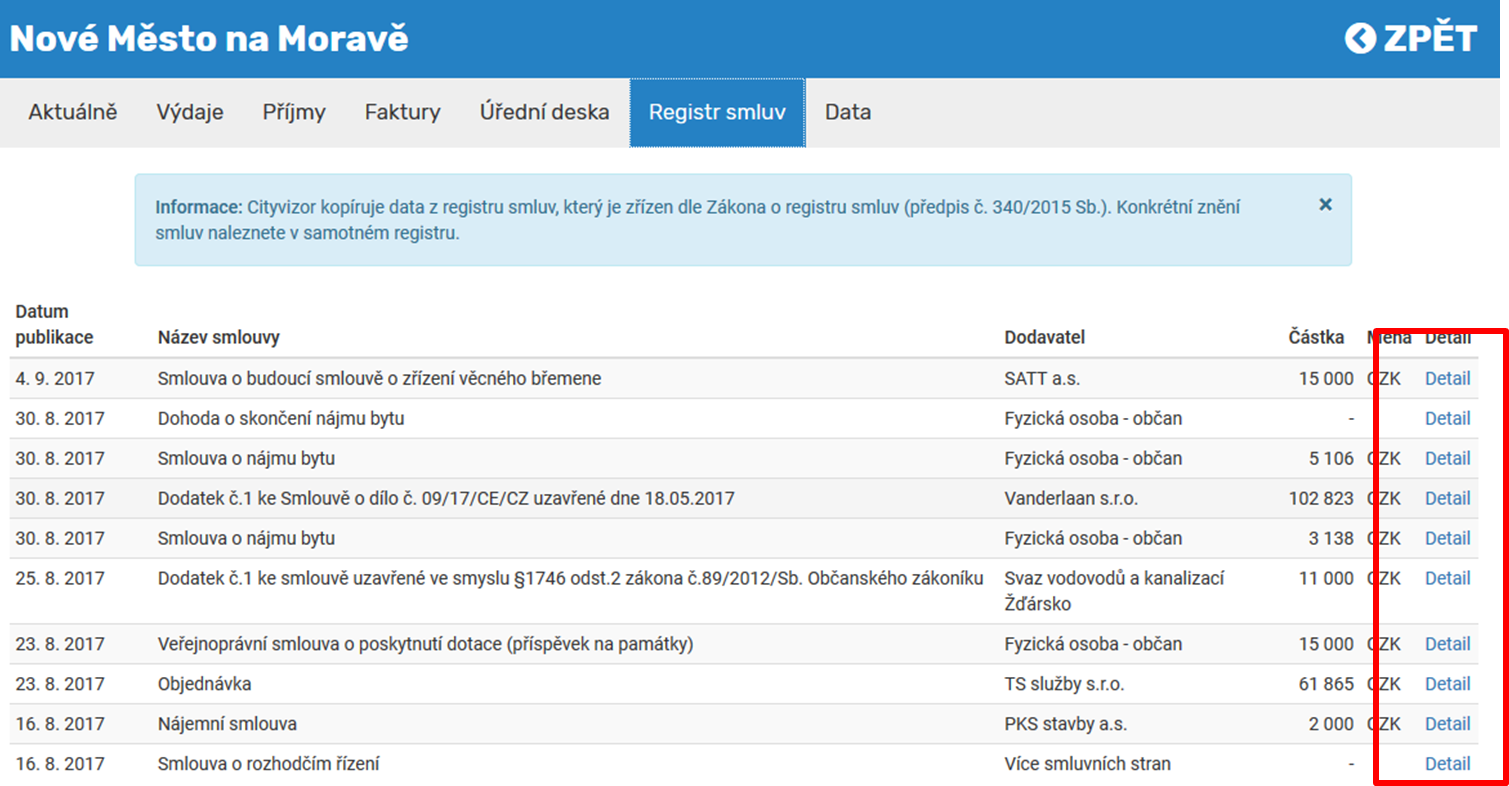 Nové Město na Moravě
ZPĚT
Aktuálně Výdaje Příjmy Faktury Úřední deska Registr smluv Data
Informace: Cityvizor kopíruje data z registru smluv, který je zřízen dle Zákona o registru smluv (předpis č. 340/2015 Sb.). Konkrétní znění
smluv naleznete v samotném registru.
×
Datum
publikace Název smlouvy Dodavatel Částka Měna Detail
4. 9. 2017 Smlouva o budoucí smlouvě o zřízení věcného břemene SATT a.s. 15 000 CZK Detail
30. 8. 2017 Dohoda o skončení nájmu bytu Fyzická osoba - občan - Detail
30. 8. 2017 Smlouva o nájmu bytu Fyzická osoba - občan 5 106 CZK Detail
30. 8. 2017 Dodatek č.1 ke Smlouvě o dílo č. 09/17/CE/CZ uzavřené dne 18.05.2017 Vanderlaan s.r.o. 102 823 CZK Detail
30. 8. 2017 Smlouva o nájmu bytu Fyzická osoba - občan 3 138 CZK Detail
25. 8. 2017 Dodatek č.1 ke smlouvě uzavřené ve smyslu §1746 odst.2 zákona č.89/2012/Sb. Občanského zákoníku Svaz vodovodů a kanalizací 11 000 CZK Detail
Žďársko
23. 8. 2017 Veřejnoprávní smlouva o poskytnutí dotace (příspěvek na památky) Fyzická osoba - občan 15 000 CZK Detail
23. 8. 2017 Objednávka TS služby s.r.o. 61 865 CZK Detail
16. 8. 2017 Nájemní smlouva PKS stavby a.s. 2 000 CZK Detail
16. 8. 2017 Smlouva o rozhodčím řízení Více smluvních stran - Detail